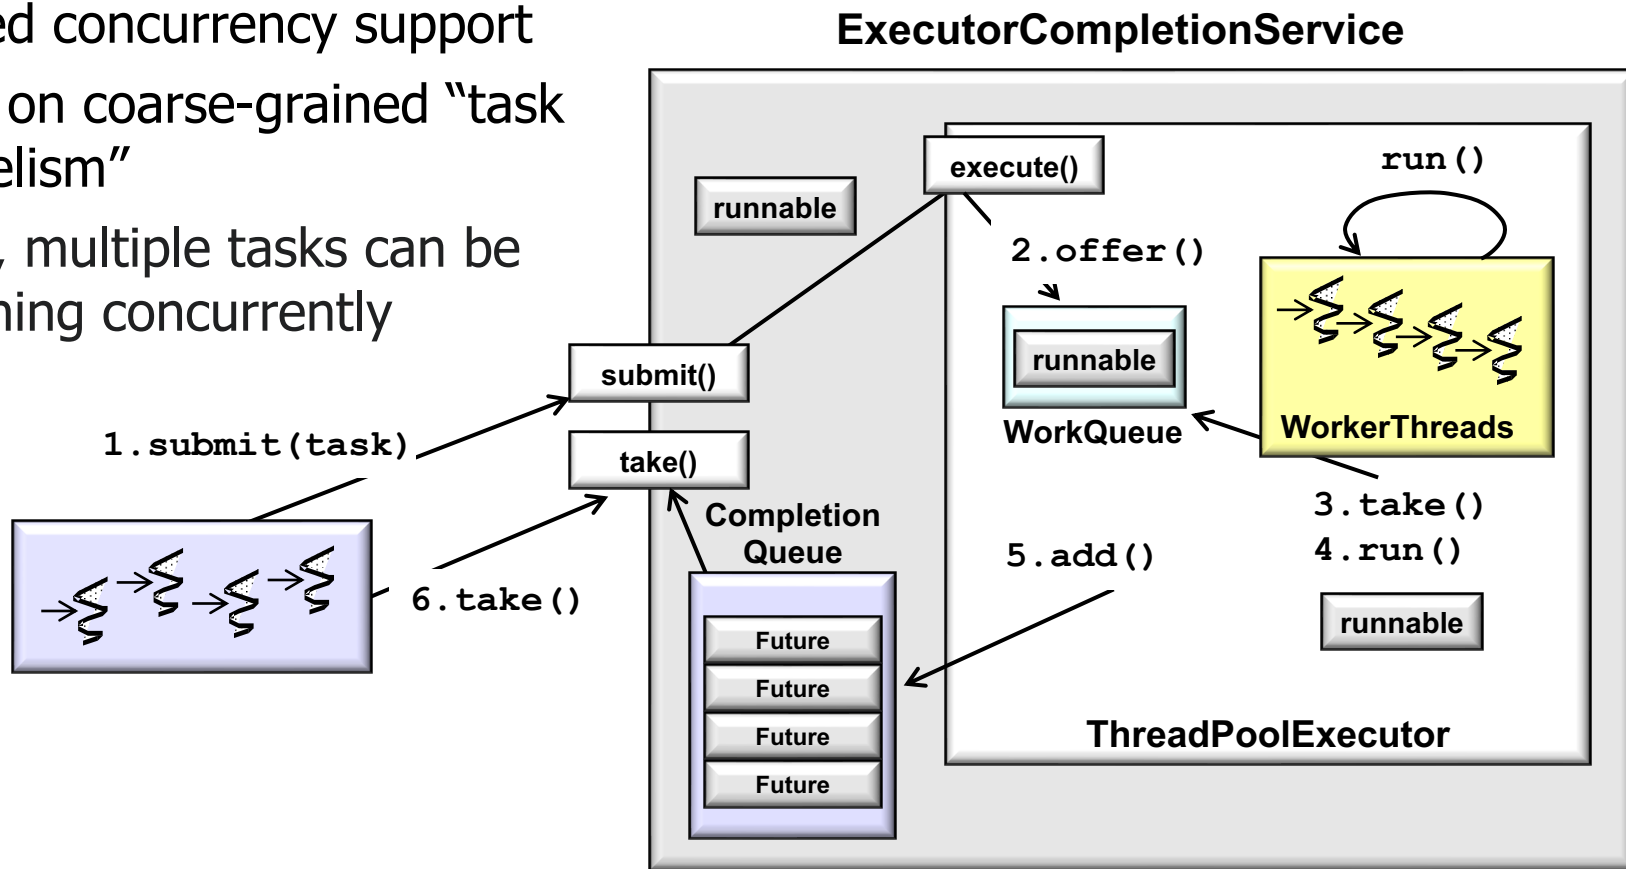 ed concurrency support
on coarse-grained “task
elism”
, multiple tasks can be
ning concurrently
ExecutorCompletionService
execute()
run()
runnable
2.offer()
runnable
WorkQueue
WorkerThreads
submit()
1.submit(task)
take()
3.take()
4.run()
Completion
Queue
5.add()
6.take()
runnable
Future
Future
Future
Future
ThreadPoolExecutor